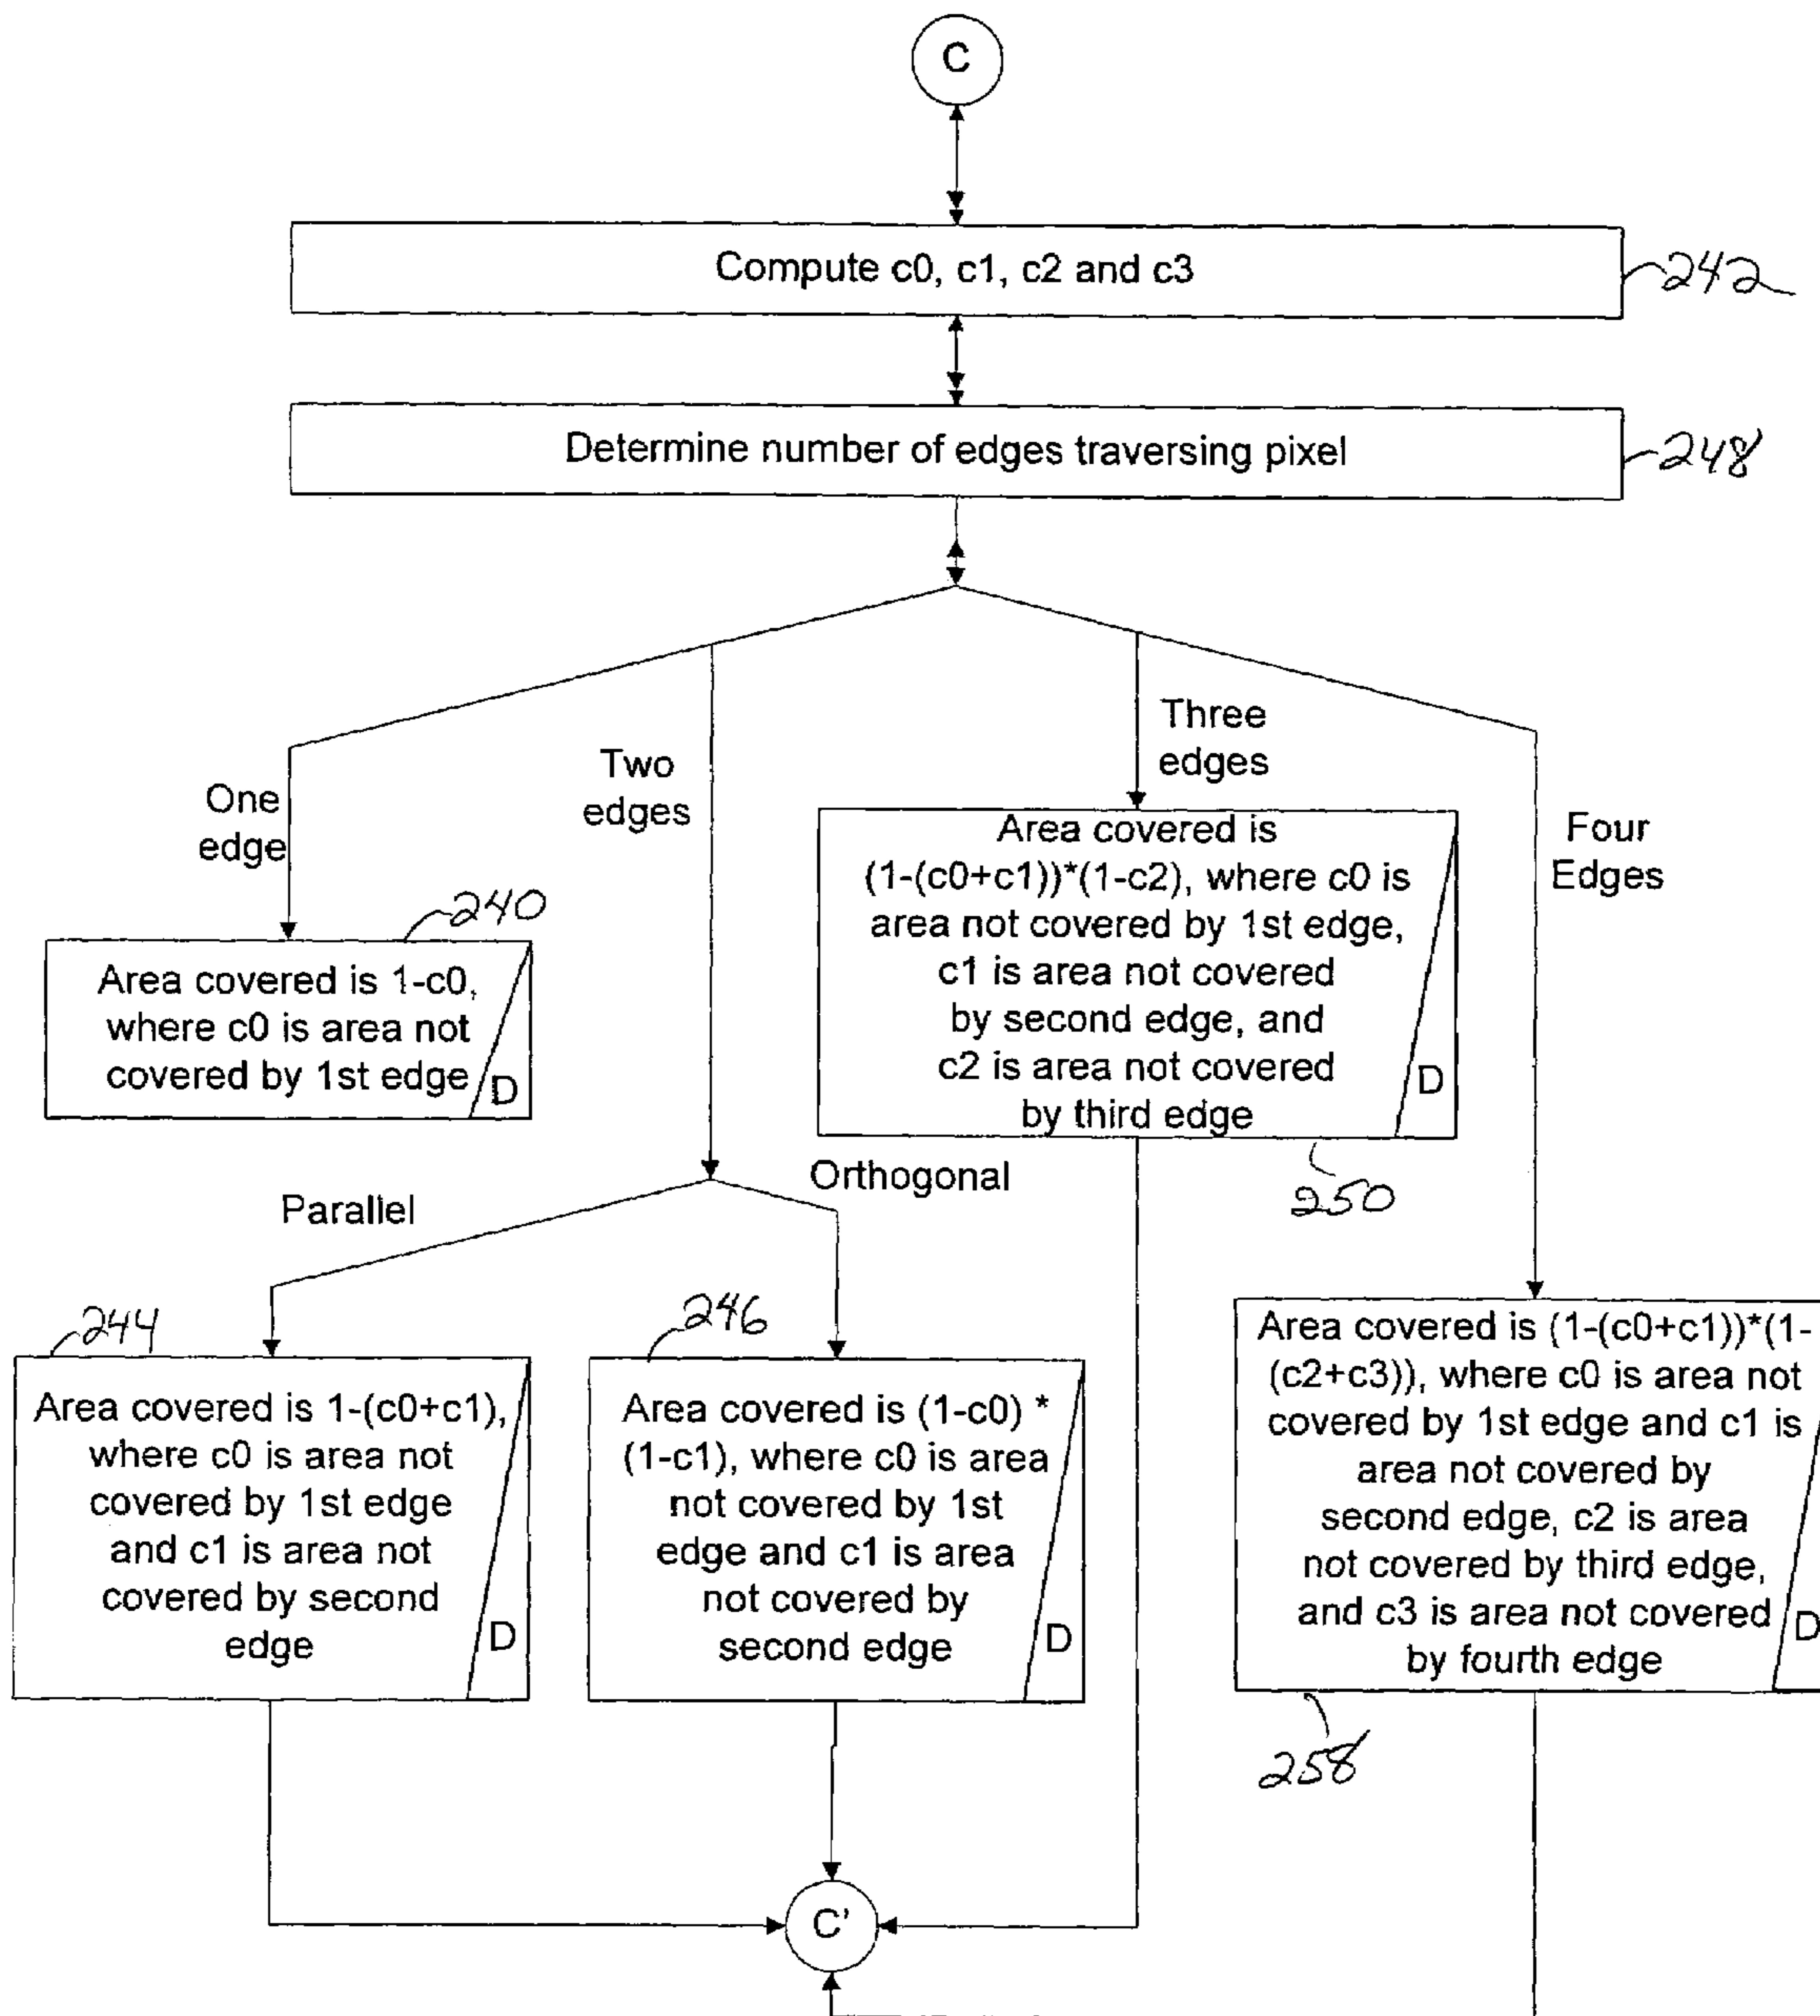 C
Compute c0, c1, c2 and c3
242
Determine number of edges traversing pixel
248
One
edge
Two
edges
Three
edges
Four
Edges
240
Area covered is 1-c0,
where c0 is area not
covered by 1st edge
D
Area covered is
(1-(c0+c1))*(1-c2), where c0 is
area not covered by 1st edge,
c1 is area not covered
by second edge, and
c2 is area not covered
by third edge
D
250
Parallel
Orthogonal
244
Area covered is 1-(c0+c1),
where c0 is area not
covered by 1st edge
and c1 is area not
covered by second
edge
D
246
Area covered is (1-c0) *
(1-c1), where c0 is area
not covered by 1st
edge and c1 is area
not covered by
second edge
D
Area covered is (1-(c0+c1))*(1-
(c2+c3)), where c0 is area not
covered by 1st edge and c1 is
area not covered by
second edge, c2 is area
not covered by third edge,
and c3 is area not covered
by fourth edge
D
258
C'